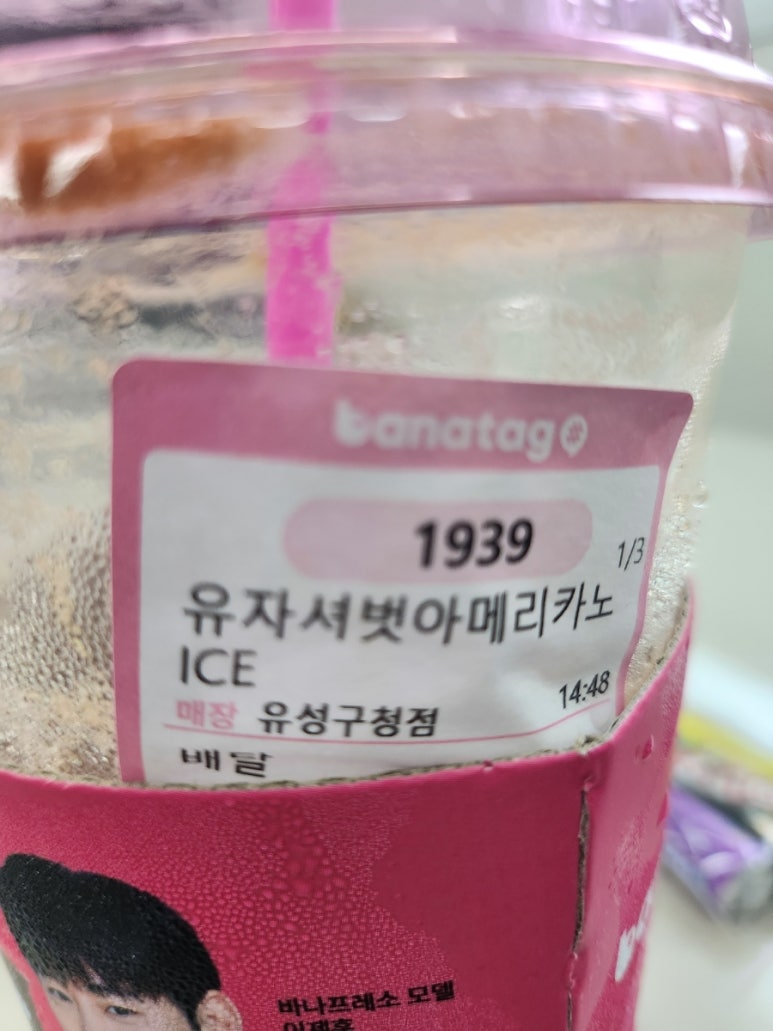 banatag
1939
1/3
유자셔벗아메리카노
ICE
14:48
매장 유성구청점
배달
바나프레소 모델